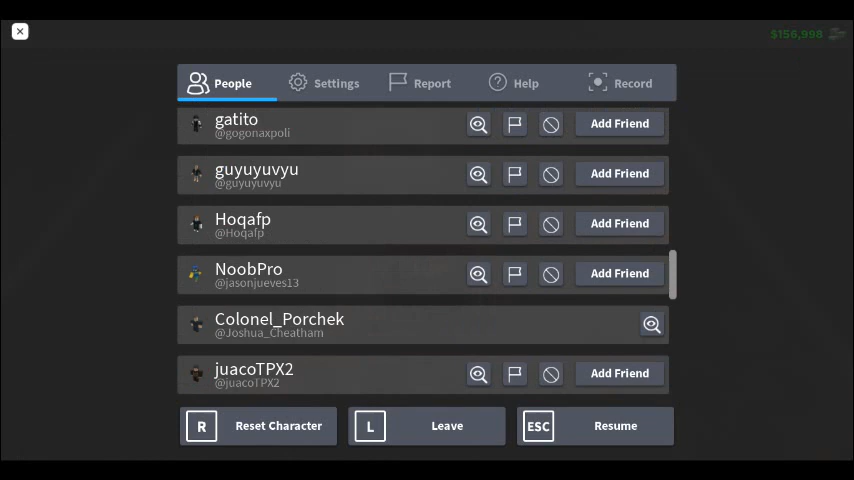 $156,998
People
Settings
Report
Help
Record
gatito
@gogonaxpoli
Add Friend
guyuyuvyu
@guyuyuvyu
Add Friend
Hoqafp
@Hoqafp
Add Friend
NoobPro
@jasonjueves13
Add Friend
Colonel_Porchek
@Joshua_Cheatham
juacoTPX2
@juacoTPX2
Add Friend
R Reset Character
L Leave
ESC Resume